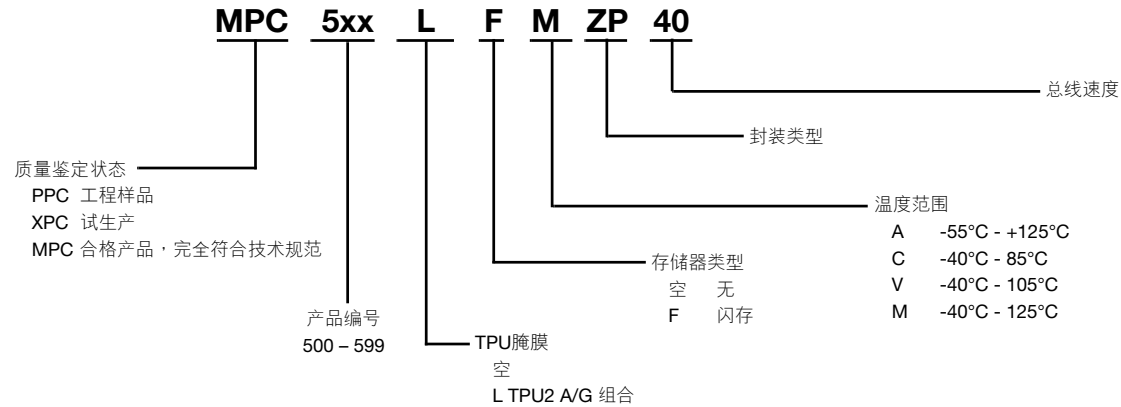 MPC 5xx L F M ZP 40
总线速度
封装类型
质量鉴定状态
PPC 工程样品
XPC 试生产
MPC 合格产品，完全符合技术规范
温度范围
A -55°C - +125°C
C -40°C - 85°C
V -40°C - 105°C
M -40°C - 125°C
存储器类型
空 无
F 闪存
产品编号
500 – 599
TPU腌膜
空
L TPU2 A/G 组合